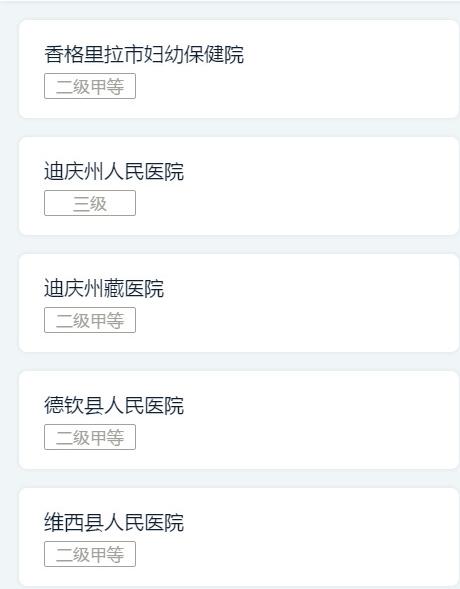 香格里拉市妇幼保健院
二级甲等
迪庆州人民医院
三级
迪庆州藏医院
二级甲等
德钦县人民医院
二级甲等
维西县人民医院
二级甲等